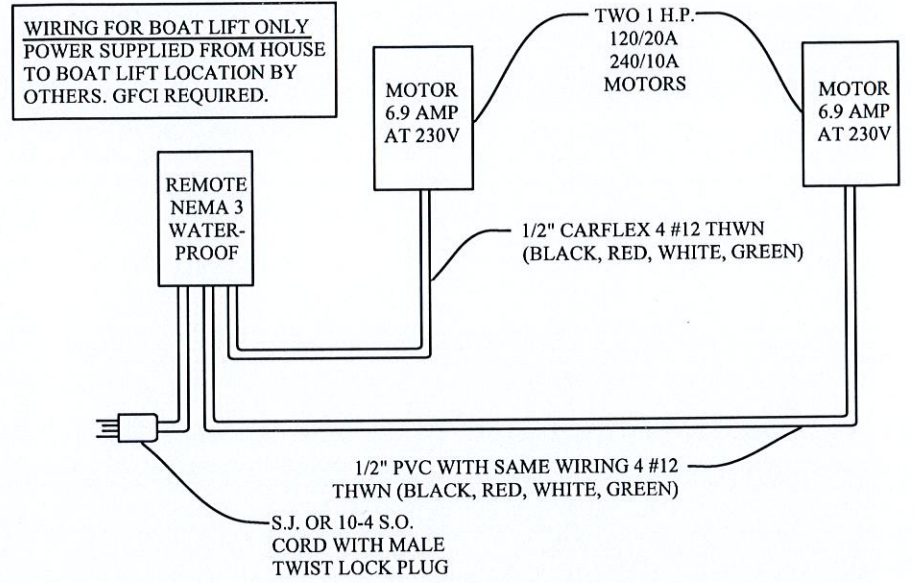 WIRING FOR BOAT LIFT ONLY
POWER SUPPLIED FROM HOUSE
TO BOAT LIFT LOCATION BY
OTHERS. GFCI REQUIRED.
TWO 1 H.P.
120/20A
240/10A
MOTORS
MOTOR
6.9 AMP
AT 230V
MOTOR
6.9 AMP
AT 230V
REMOTE
NEMA 3
WATER-
PROOF
1/2" CARFLEX 4 #12 THWN
(BLACK, RED, WHITE, GREEN)
1/2" PVC WITH SAME WIRING 4 #12
THWN (BLACK, RED, WHITE, GREEN)
S.J. OR 10-4 S.O.
CORD WITH MALE
TWIST LOCK PLUG